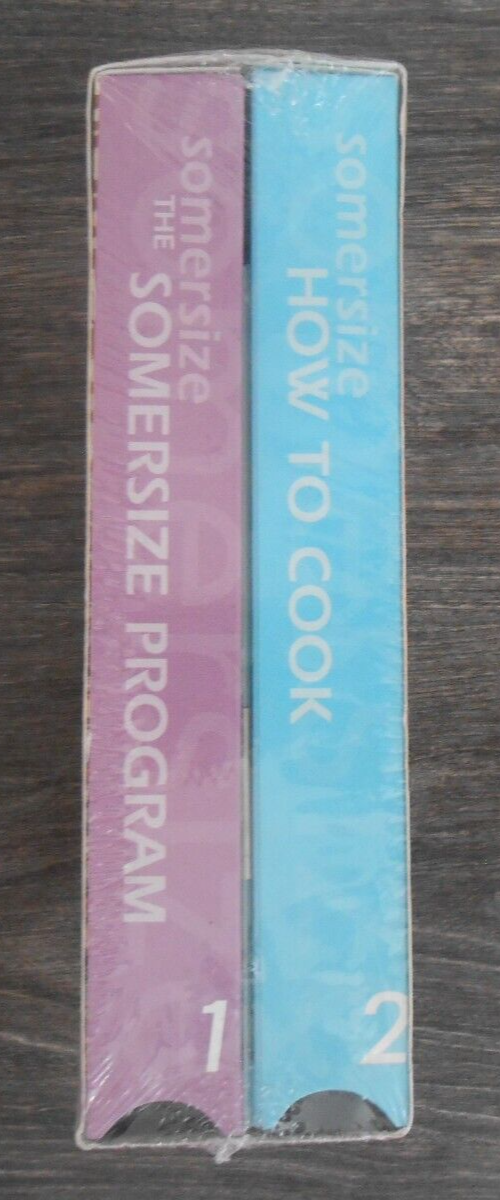 somersize
THE SOMERSIZE PROGRAM
1
somersize
HOW TO COOK
2